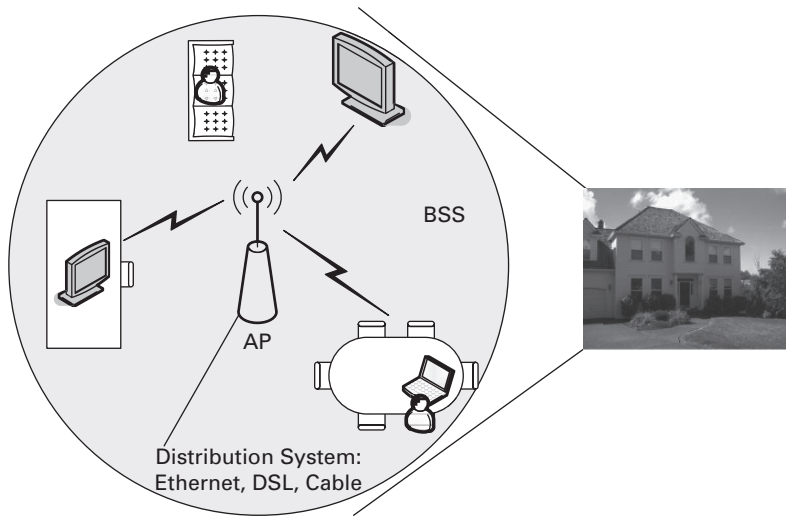 BSS
AP
Distribution System:
Ethernet, DSL, Cable